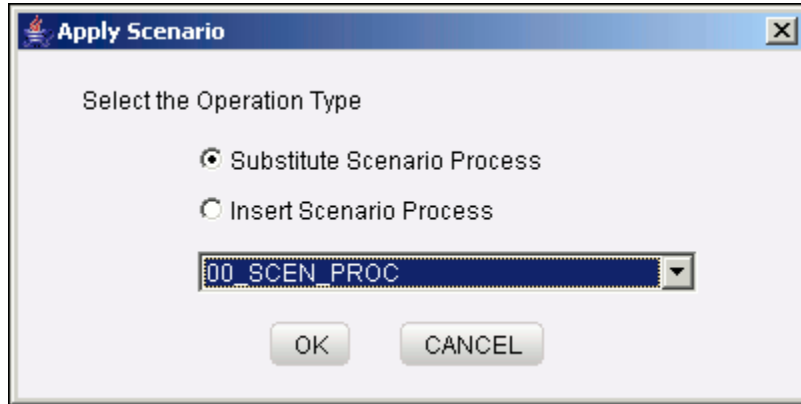 Apply Scenario
Select the Operation Type
Substitute Scenario Process
Insert Scenario Process
00_SCEN_PROC
OK
CANCEL